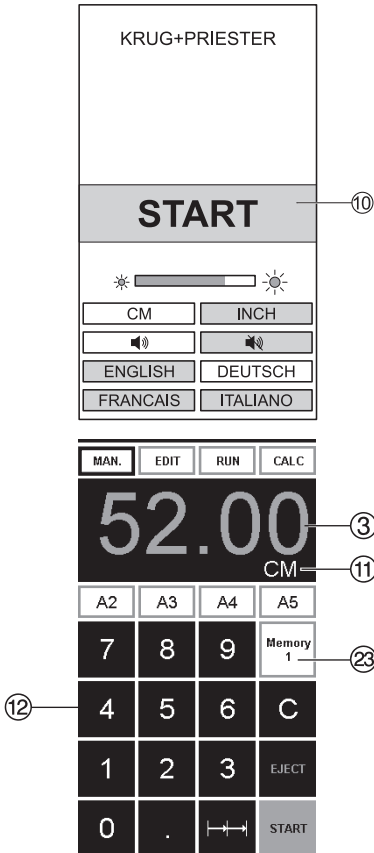 KRUG+PRIESTER
START
10
CM INCH
ENGLISH DEUTSCH
FRANCAIS ITALIANO
MAN. EDIT RUN CALC
52.00
3
CM
11
A2 A3 A4 A5
7 8 9 Memory 1
23
12
4 5 6 C
1 2 3 EJECT
0 . START